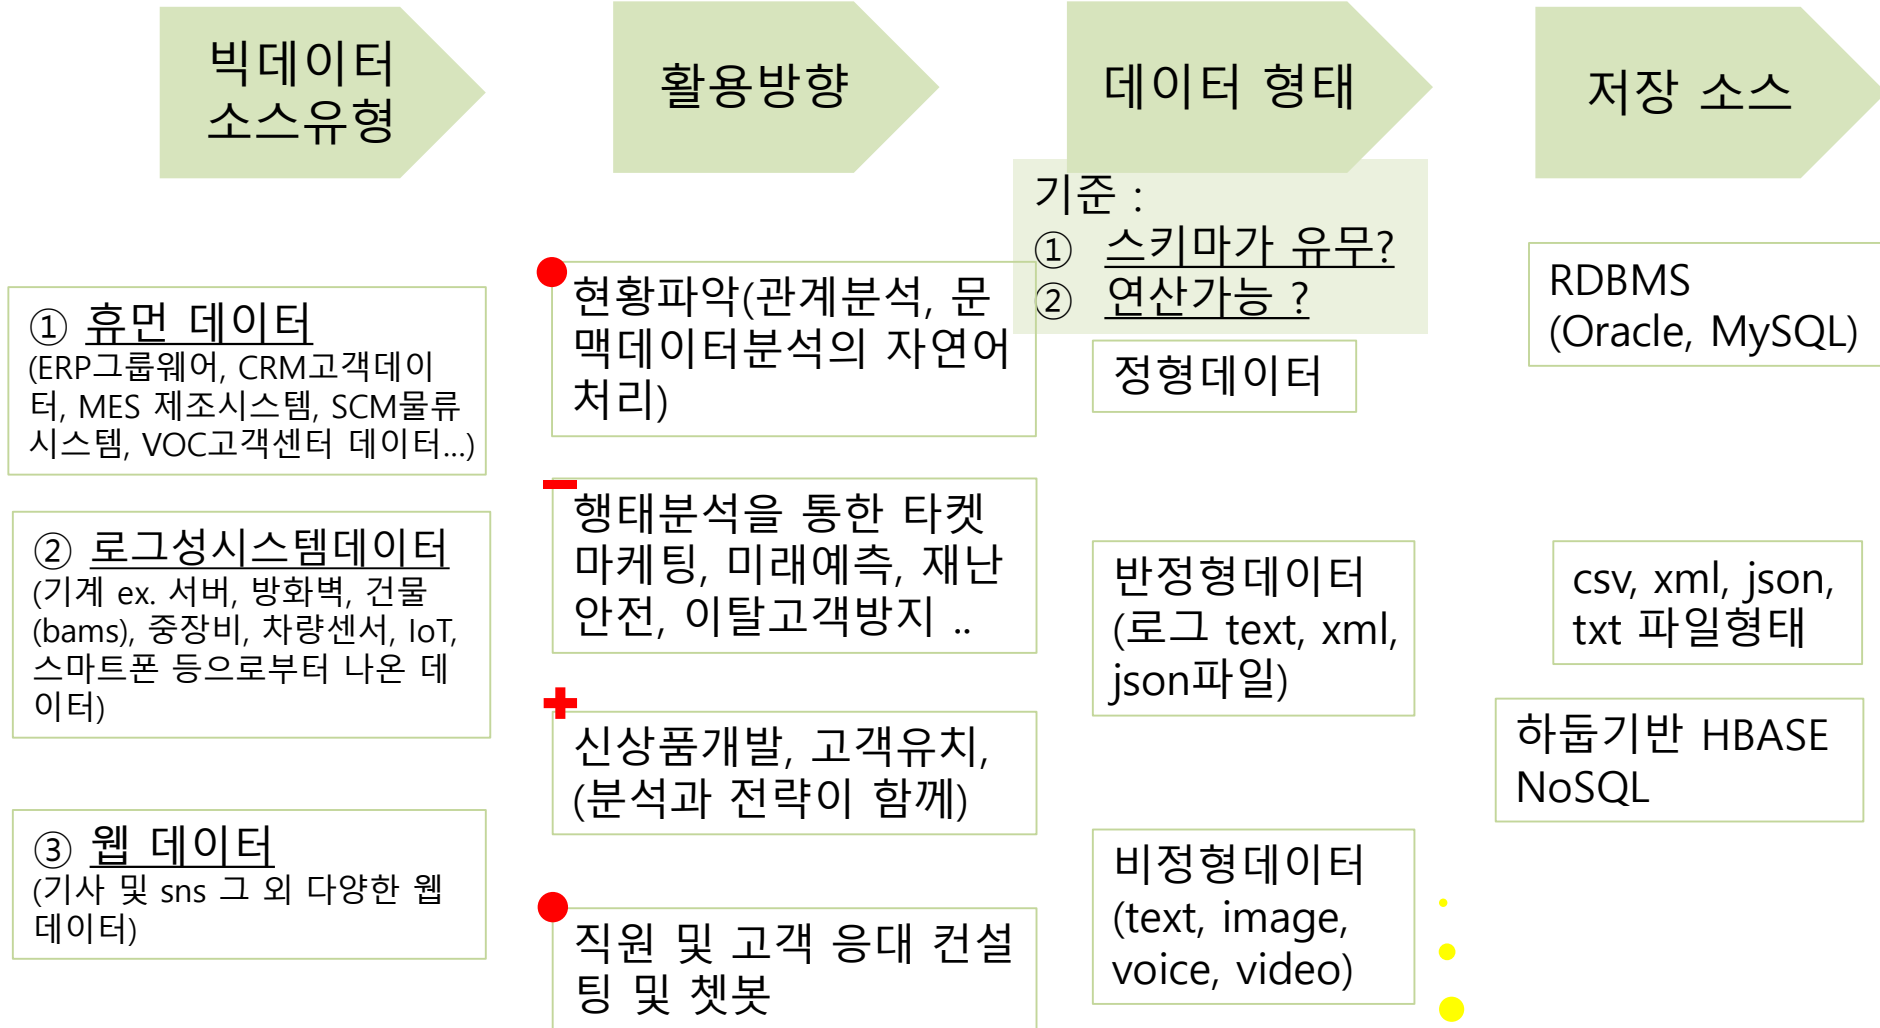 빅데이터
소스유형
활용방향
데이터 형태
저장 소스
① 휴먼 데이터
(ERP그룹웨어, CRM고객데이
터, MES 제조시스템, SCM물류
시스템, VOC고객센터 데이터...)
② 로그성시스템데이터
(기계 ex. 서버, 방화벽, 건물
(bams), 중장비, 차량센서, IoT,
스마트폰 등으로부터 나온 데
이터)
③ 웹 데이터
(기사 및 sns 그 외 다양한 웹
데이터)
현황파악(관계분석, 문
맥데이터분석의 자연어
처리)
행태분석을 통한 타켓
마케팅, 미래예측, 재난
안전, 이탈고객방지 ..
신상품개발, 고객유치,
(분석과 전략이 함께)
직원 및 고객 응대 컨설
팅 및 쳇봇
기준 :
① 스키마가 유무?
② 연산가능 ?
정형데이터
반정형데이터
(로그 text, xml,
json파일)
비정형데이터
(text, image,
voice, video)
RDBMS
(Oracle, MySQL)
csv, xml, json,
txt 파일형태
하둡기반 HBASE
NoSQL